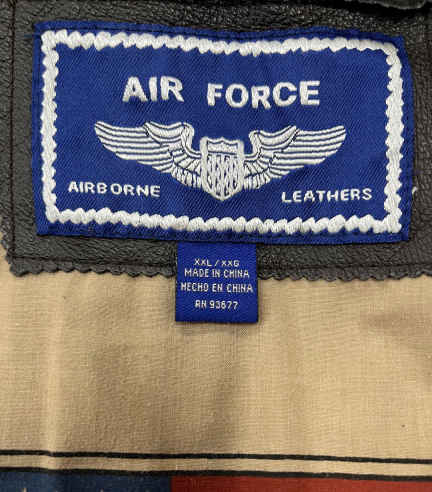 AIR FORCE
AIRBORNE LEATHERS
XXL / XXG
MADE IN CHINA
HECHO EN CHINA
RN 93677